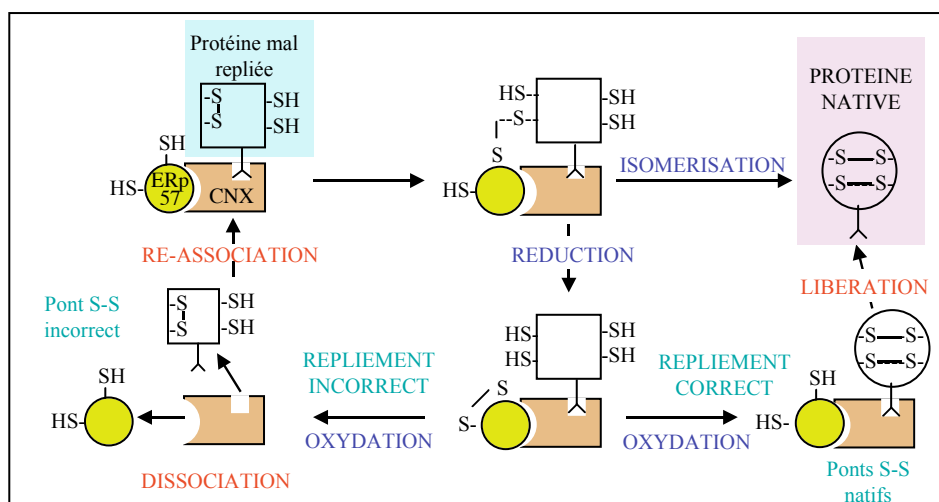 Protéine mal
repliée
-S
S
-SH
-SH
SH
HS-
ERp
57
CNX
HS-
--S-
S
-SH
-SH
HS-
ISOMERISATION
PROTEINE
NATIVE
-S—S-
-S—S-
RE-ASSOCIATION
REDUCTION
LIBERATION
Pont S-S
incorrect
-S
-S
-SH
-SH
SH
HS-
REPLIEMENT
INCORRECT
OXYDATION
DISSOCIATION
HS-
HS-
-SH
-SH
S
S-
REPLIEMENT
CORRECT
OXYDATION
-S—S-
-S—S-
SH
HS-
Ponts S-S
natifs